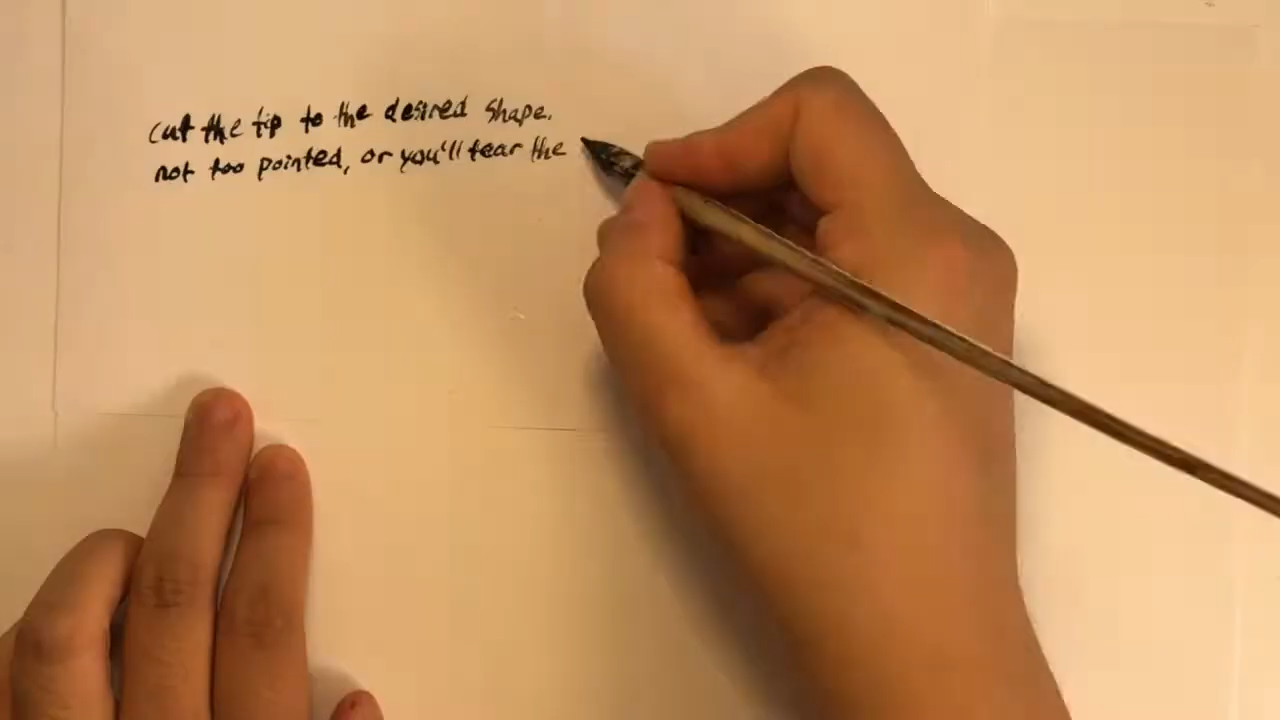 cut the tip to the desired shape.
not too pointed, or you'll tear the